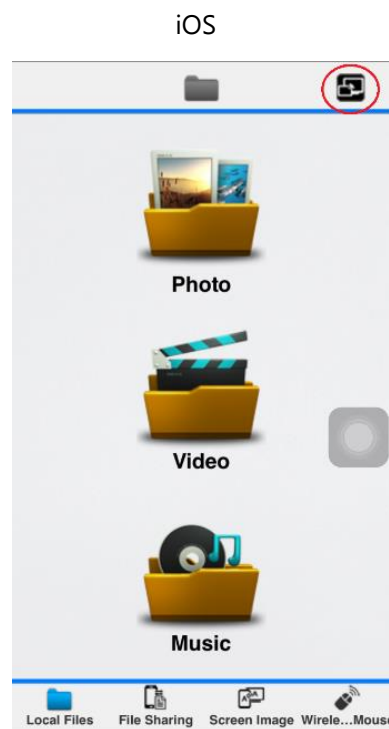 iOS
Photo
Video
Music
Local Files File Sharing Screen Image Wirele...Mouse